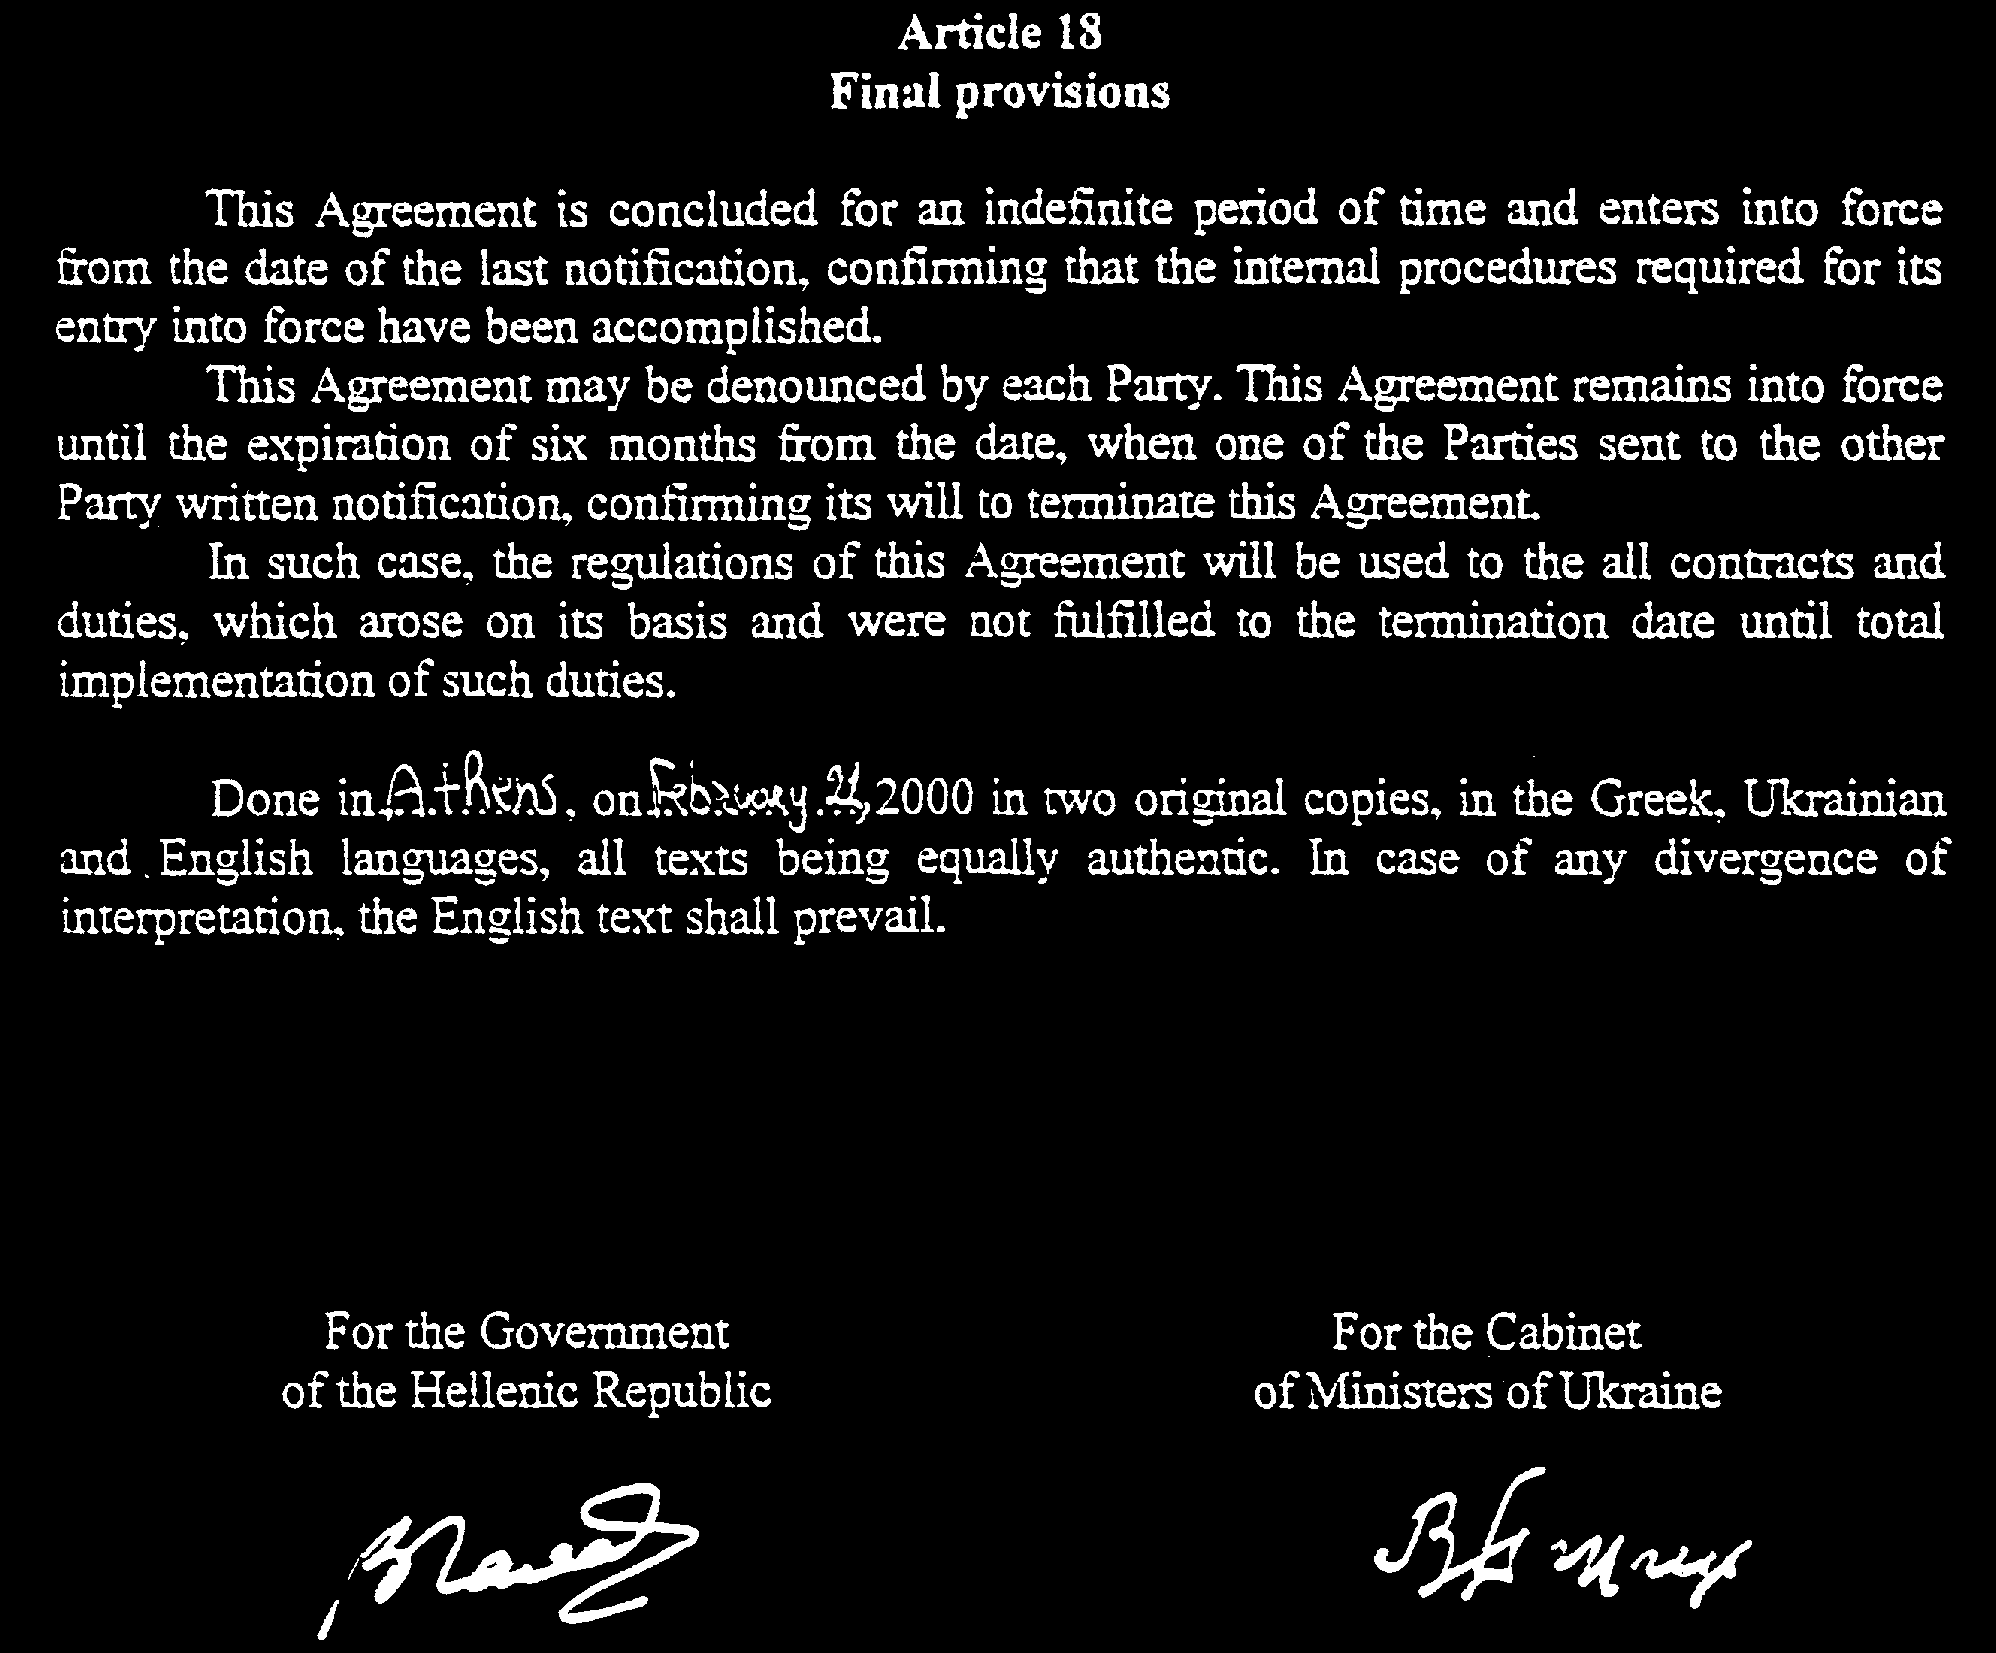 Article 18
Final provisions
This Agreement is concluded for an indefinite period of time and enters into force
from the date of the last notification, confirming that the internal procedures required for its
entry into force have been accomplished.
This Agreement may be denounced by each Party. This Agreement remains into force
until the expiration of six months from the date, when one of the Parties sent to the other
Party written notification, confirming its will to terminate this Agreement.
In such case, the regulations of this Agreement will be used to the all contracts and
duties, which arose on its basis and were not fulfilled to the termination date until total
implementation of such duties.
Done in Athens, on February 21, 2000 in two original copies, in the Greek, Ukrainian
and English languages, all texts being equally authentic. In case of any divergence of
interpretation, the English text shall prevail.
For the Government
of the Hellenic Republic
For the Cabinet
of Ministers of Ukraine